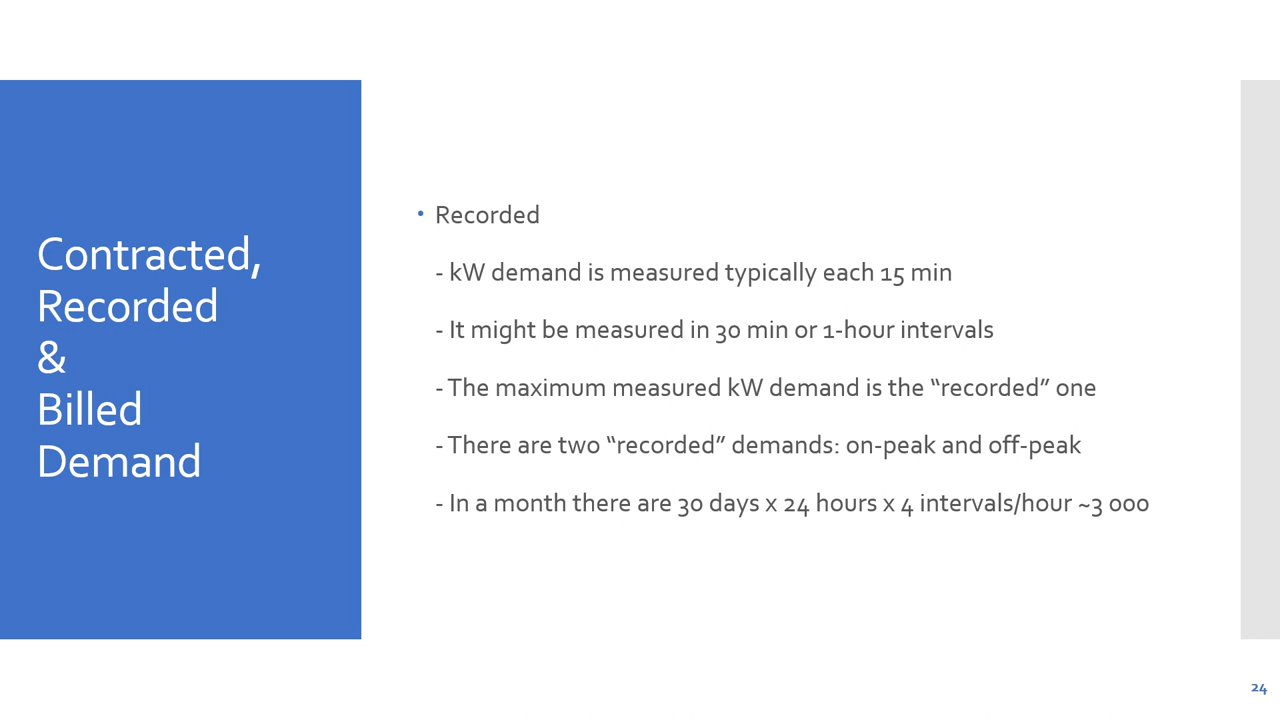 Contracted,
Recorded
&
Billed
Demand
• Recorded
- kW demand is measured typically each 15 min
- It might be measured in 30 min or 1-hour intervals
- The maximum measured kW demand is the “recorded” one
- There are two “recorded” demands: on-peak and off-peak
- In a month there are 30 days x 24 hours x 4 intervals/hour ~3 000
24